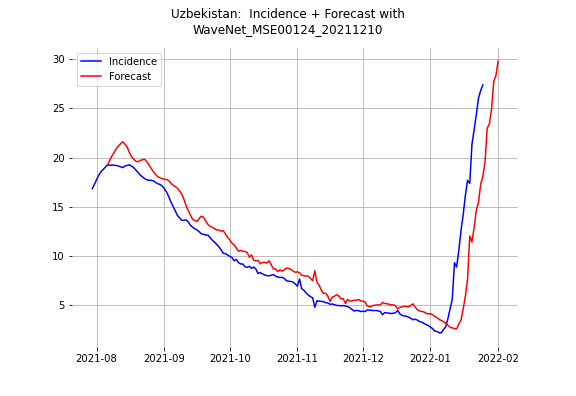 Uzbekistan:  Incidence + Forecast with
WaveNet_MSE00124_20211210
Incidence
Forecast
30
25
20
15
10
5
2021-08 2021-09 2021-10 2021-11 2021-12 2022-01 2022-02